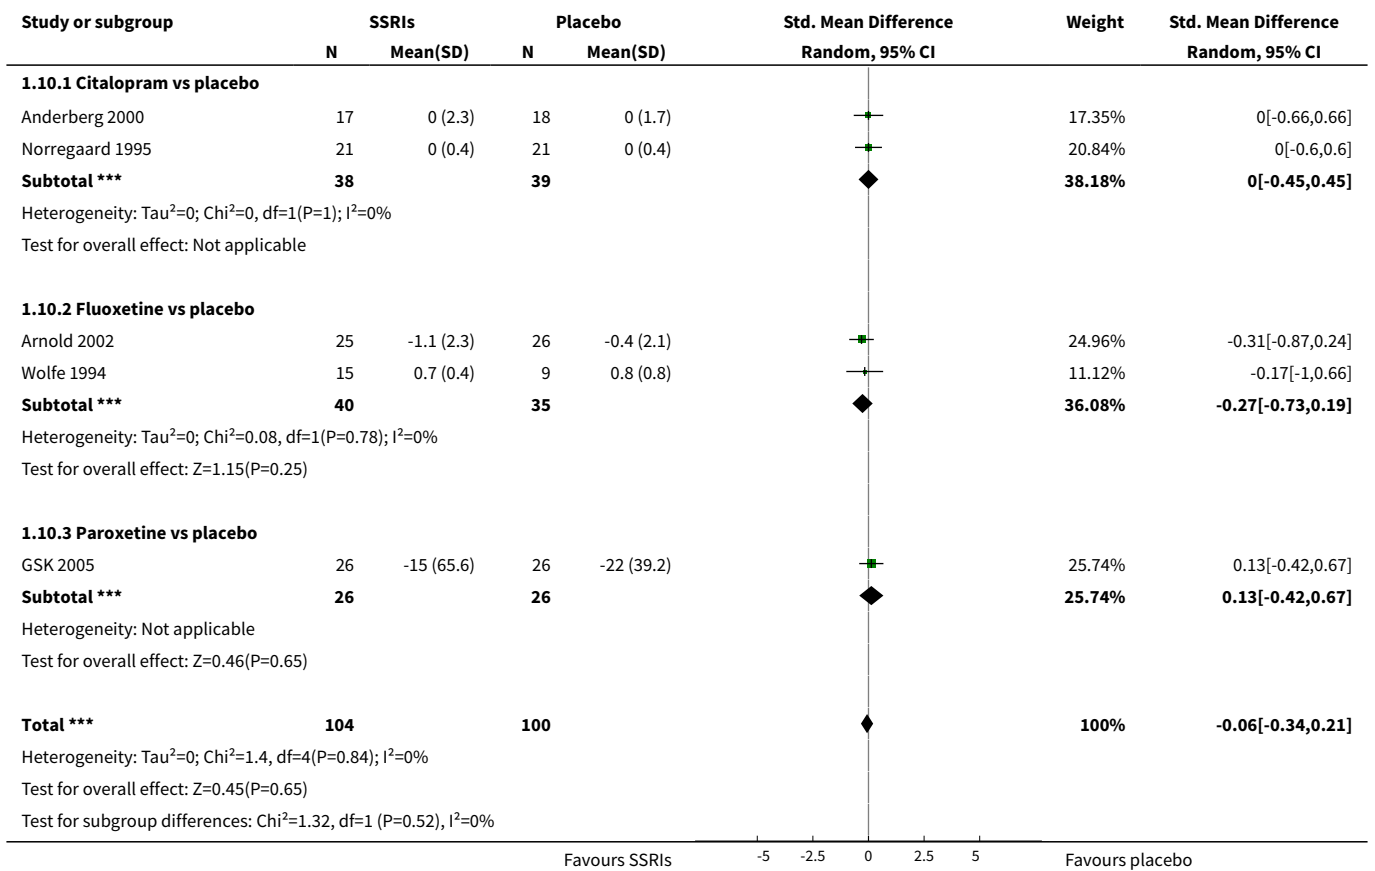 Study or subgroup SSRIs Placebo Std. Mean Difference Weight Std. Mean Difference
N Mean(SD) N Mean(SD) Random, 95% CI Random, 95% CI
1.10.1 Citalopram vs placebo
Anderberg 2000 17 0 (2.3) 18 0 (1.7) 17.35% 0[-0.66,0.66]
Norregaard 1995 21 0 (0.4) 21 0 (0.4) 20.84% 0[-0.6,0.6]
Subtotal *** 38 39 38.18% 0[-0.45,0.45]
Heterogeneity: Tau²=0; Chi²=0, df=1(P=1); I²=0%
Test for overall effect: Not applicable
1.10.2 Fluoxetine vs placebo
Arnold 2002 25 -1.1 (2.3) 26 -0.4 (2.1) 24.96% -0.31[-0.87,0.24]
Wolfe 1994 15 0.7 (0.4) 9 0.8 (0.8) 11.12% -0.17[-1,0.66]
Subtotal *** 40 35 36.08% -0.27[-0.73,0.19]
Heterogeneity: Tau²=0; Chi²=0.08, df=1(P=0.78); I²=0%
Test for overall effect: Z=1.15(P=0.25)
1.10.3 Paroxetine vs placebo
GSK 2005 26 -15 (65.6) 26 -22 (39.2) 25.74% 0.13[-0.42,0.67]
Subtotal *** 26 26 25.74% 0.13[-0.42,0.67]
Heterogeneity: Not applicable
Test for overall effect: Z=0.46(P=0.65)
Total *** 104 100 100% -0.06[-0.34,0.21]
Heterogeneity: Tau²=0; Chi²=1.4, df=4(P=0.84); I²=0%
Test for overall effect: Z=0.45(P=0.65)
Test for subgroup differences: Chi²=1.32, df=1 (P=0.52), I²=0%
Favours SSRIs -5 -2.5 0 2.5 5 Favours placebo